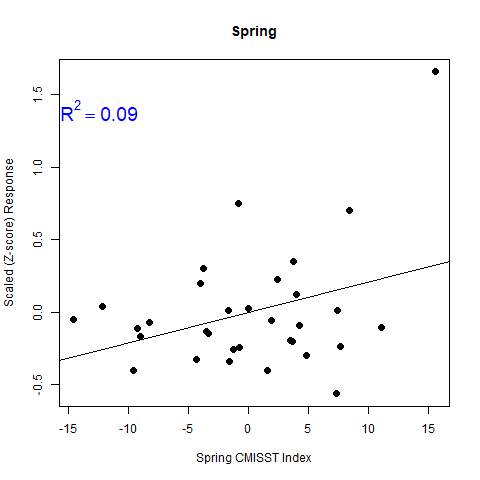 Spring
R² = 0.09
Scaled (Z-score) Response
1.5
1.0
0.5
0.0
-0.5
-15 -10 -5 0 5 10 15
Spring CMISST Index